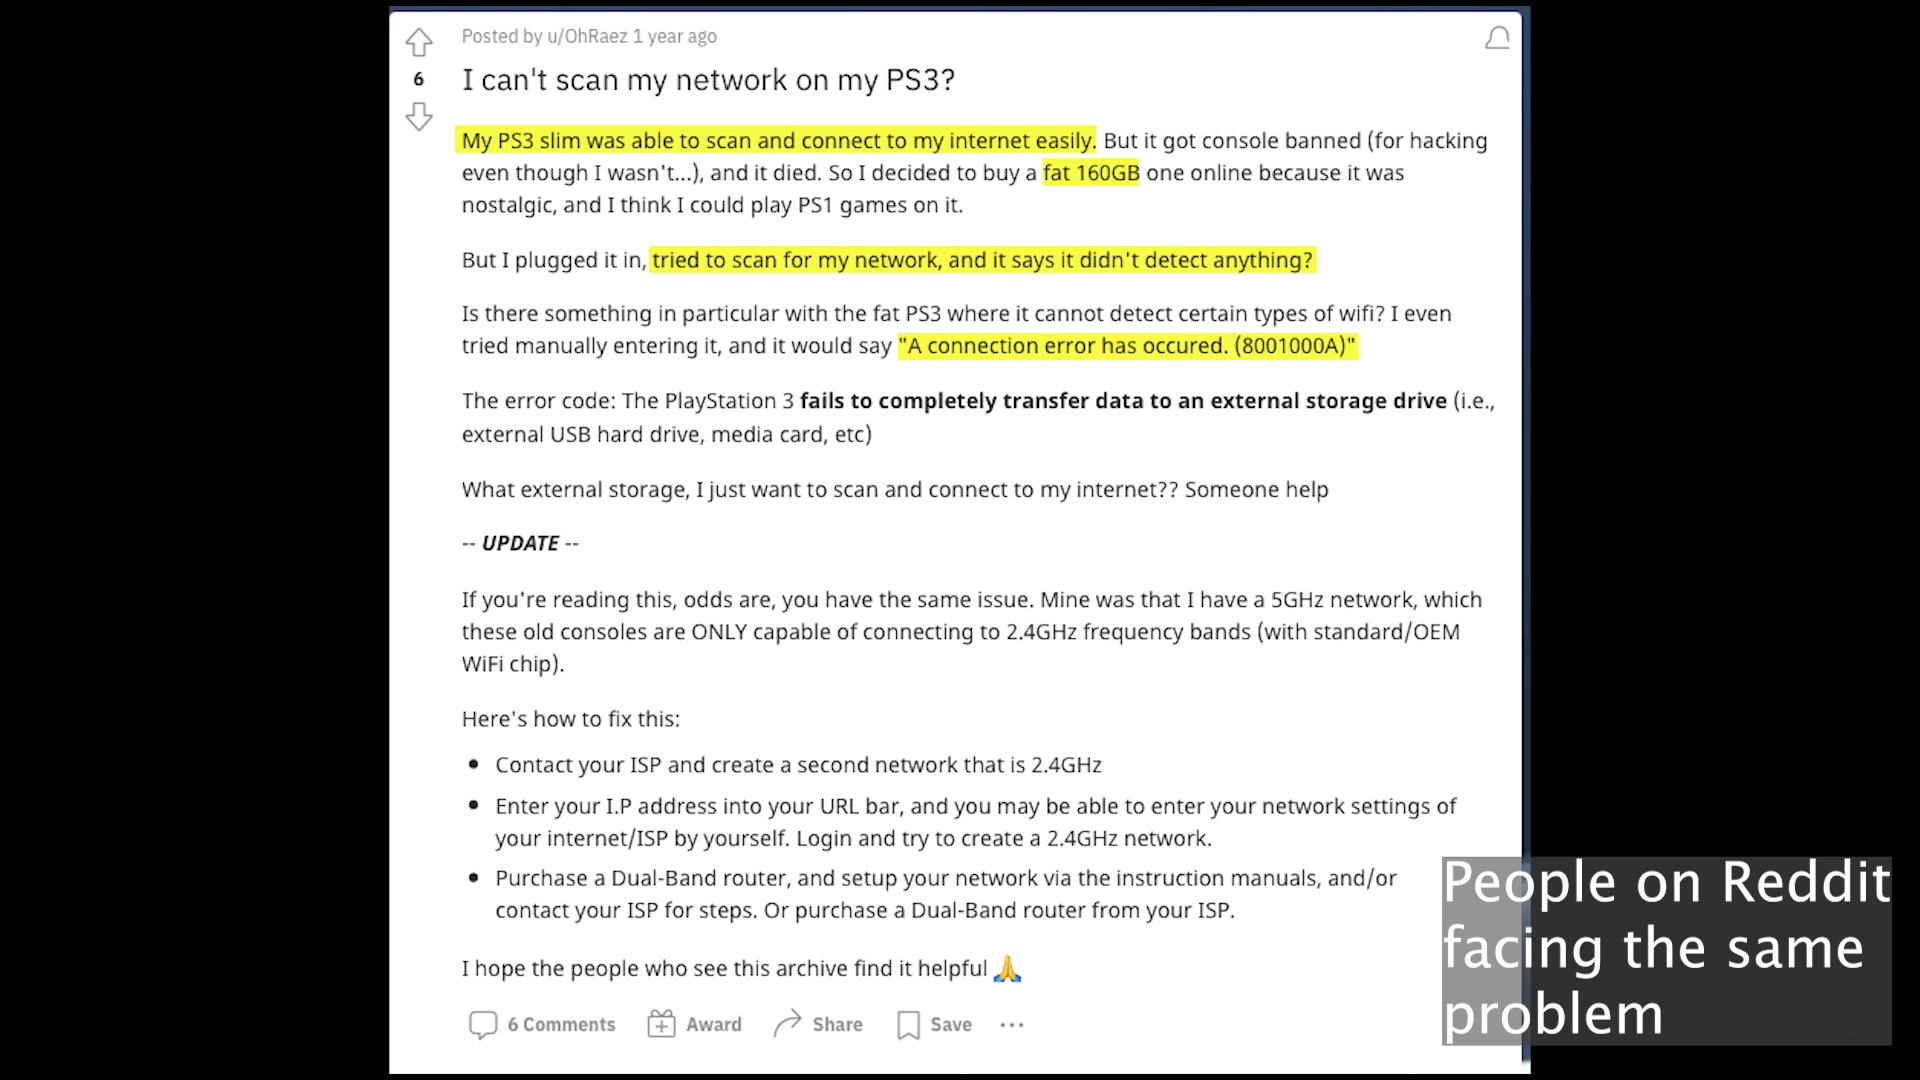 Posted by u/OhRaez 1 year ago
6
I can't scan my network on my PS3?
My PS3 slim was able to scan and connect to my internet easily. But it got console banned (for hacking
even though I wasn't...), and it died. So I decided to buy a fat 160GB one online because it was
nostalgic, and I think I could play PS1 games on it.
But I plugged it in, tried to scan for my network, and it says it didn't detect anything?
Is there something in particular with the fat PS3 where it cannot detect certain types of wifi? I even
tried manually entering it, and it would say "A connection error has occured. (8001000A)"
The error code: The PlayStation 3 fails to completely transfer data to an external storage drive (i.e.,
external USB hard drive, media card, etc)
What external storage, I just want to scan and connect to my internet?? Someone help
-- UPDATE --
If you're reading this, odds are, you have the same issue. Mine was that I have a 5GHz network, which
these old consoles are ONLY capable of connecting to 2.4GHz frequency bands (with standard/OEM
WiFi chip).
Here's how to fix this:
• Contact your ISP and create a second network that is 2.4GHz
• Enter your I.P address into your URL bar, and you may be able to enter your network settings of
your internet/ISP by yourself. Login and try to create a 2.4GHz network.
• Purchase a Dual-Band router, and setup your network via the instruction manuals, and/or
contact your ISP for steps. Or purchase a Dual-Band router from your ISP.
I hope the people who see this archive find it helpful 🙏
6 Comments Award Share Save ...
People on Reddit
facing the same
problem